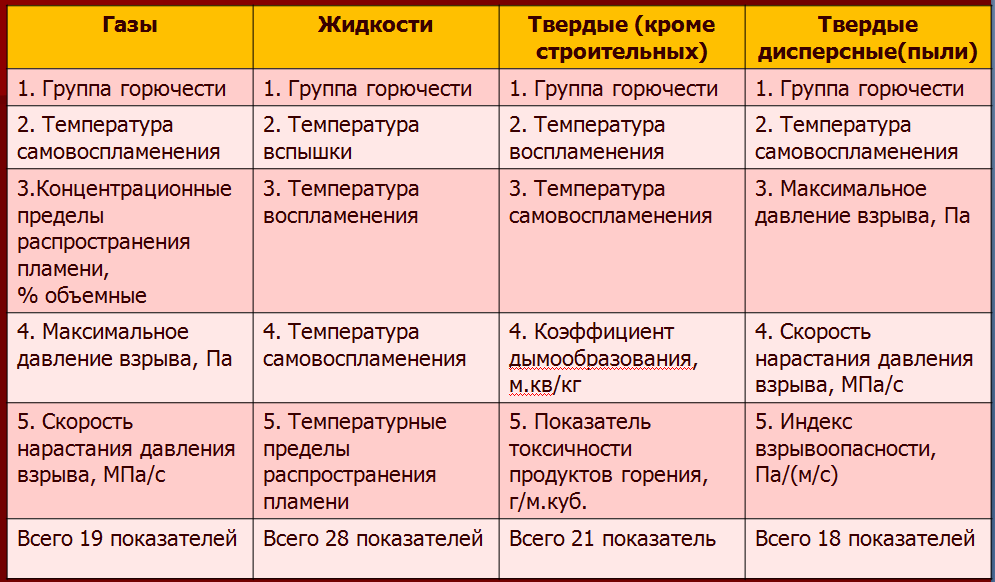 Газы
Жидкости
Твердые (кроме
строительных)
Твердые
дисперсные(пыли)
1. Группа горючести
1. Группа горючести
1. Группа горючести
1. Группа горючести
2. Температура
самовоспламенения
2. Температура
вспышки
2. Температура
воспламенения
2. Температура
самовоспламенения
3.Концентрационные
пределы
распространения
пламени,
% объемные
3. Температура
воспламенения
3. Температура
самовоспламенения
3. Максимальное
давление взрыва, Па
4. Максимальное
давление взрыва, Па
4. Температура
самовоспламенения
4. Коэффициент
дымообразования,
м.кв/кг
4. Скорость
нарастания давления
взрыва, МПа/с
5. Скорость
нарастания давления
взрыва, МПа/с
5. Температурные
пределы
распространения
пламени
5. Показатель
токсичности
продуктов горения,
г/м.куб.
5. Индекс
взрывоопасности,
Па/(м/с)
Всего 19 показателей
Всего 28 показателей
Всего 21 показатель
Всего 18 показателей